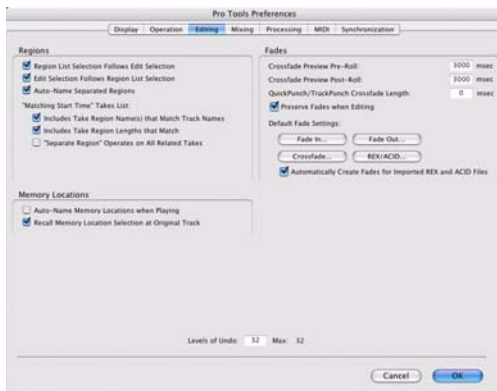 Pro Tools Preferences
Display Operation Editing Mixing Processing MIDI Synchronization
Regions
Region List Selection Follows Edit Selection
Edit Selection Follows Region List Selection
Auto-Name Separated Regions
"Matching Start Time" Takes List:
Includes Take Region Name(s) that Match Track Names
Includes Take Region Lengths that Match
"Separate Region" Operates on All Related Takes
Memory Locations
Auto-Name Memory Locations when Playing
Recall Memory Location Selection at Original Track
Fades
Crossfade Preview Pre-Roll: 3000 msec
Crossfade Preview Post-Roll: 3000 msec
QuickPunch/TrackPunch Crossfade Length: 0 msec
Preserve Fades when Editing
Default Fade Settings:
Fade In... Fade Out...
Crossfade... REX/ACID...
Automatically Create Fades for Imported REX and ACID Files
Levels of Undo: 32 Max: 32
Cancel OK